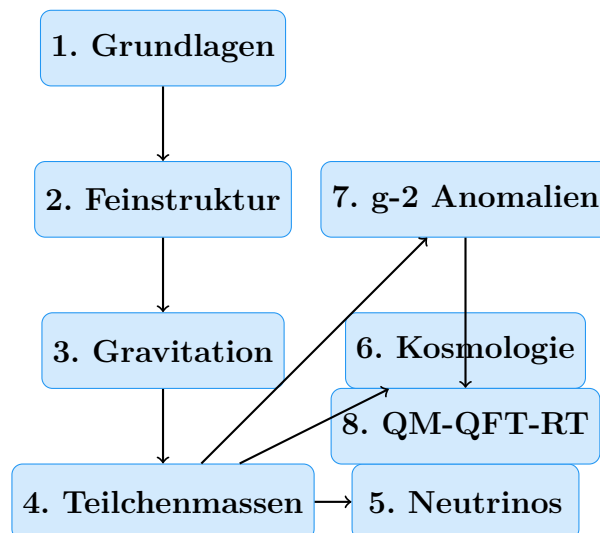 1. Grundlagen
2. Feinstruktur
7. g-2 Anomalien
3. Gravitation
6. Kosmologie
8. QM-QFT-RT
4. Teilchenmassen
5. Neutrinos